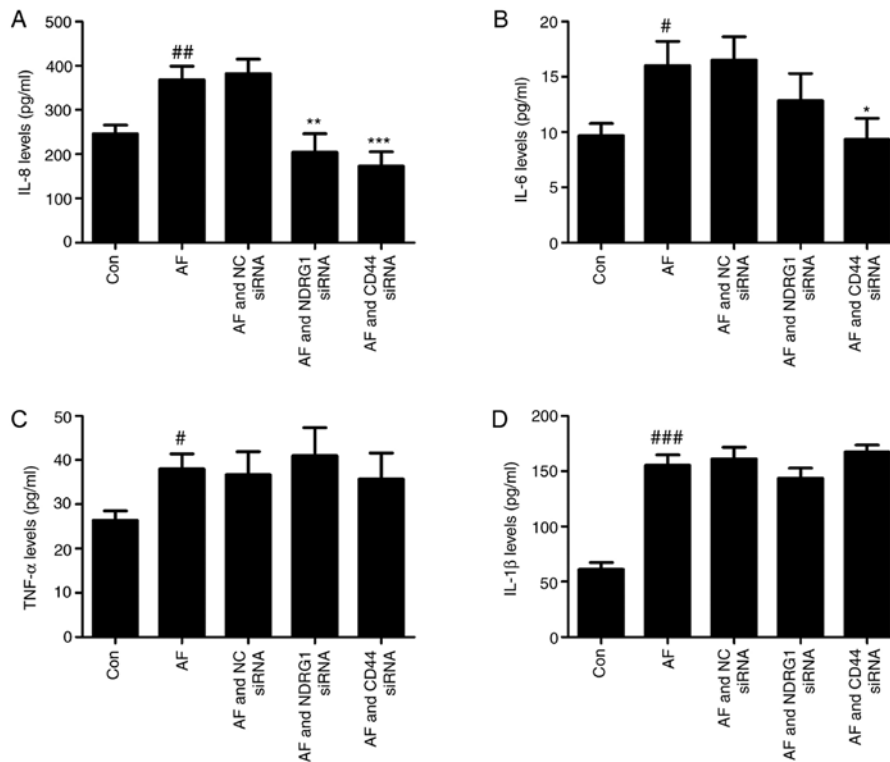 A
IL-8 levels (pg/ml)
500
400
300
200
100
0
##
**
***
Con
AF
AF and NC
siRNA
AF and NDRG1
siRNA
AF and CD44
siRNA
B
IL-6 levels (pg/ml)
20
15
10
5
0
#
*
Con
AF
AF and NC
siRNA
AF and NDRG1
siRNA
AF and CD44
siRNA
C
TNF-α levels (pg/ml)
50
40
30
20
10
0
#
Con
AF
AF and NC
siRNA
AF and NDRG1
siRNA
AF and CD44
siRNA
D
IL-1β levels (pg/ml)
200
150
100
50
0
###
Con
AF
AF and NC
siRNA
AF and NDRG1
siRNA
AF and CD44
siRNA